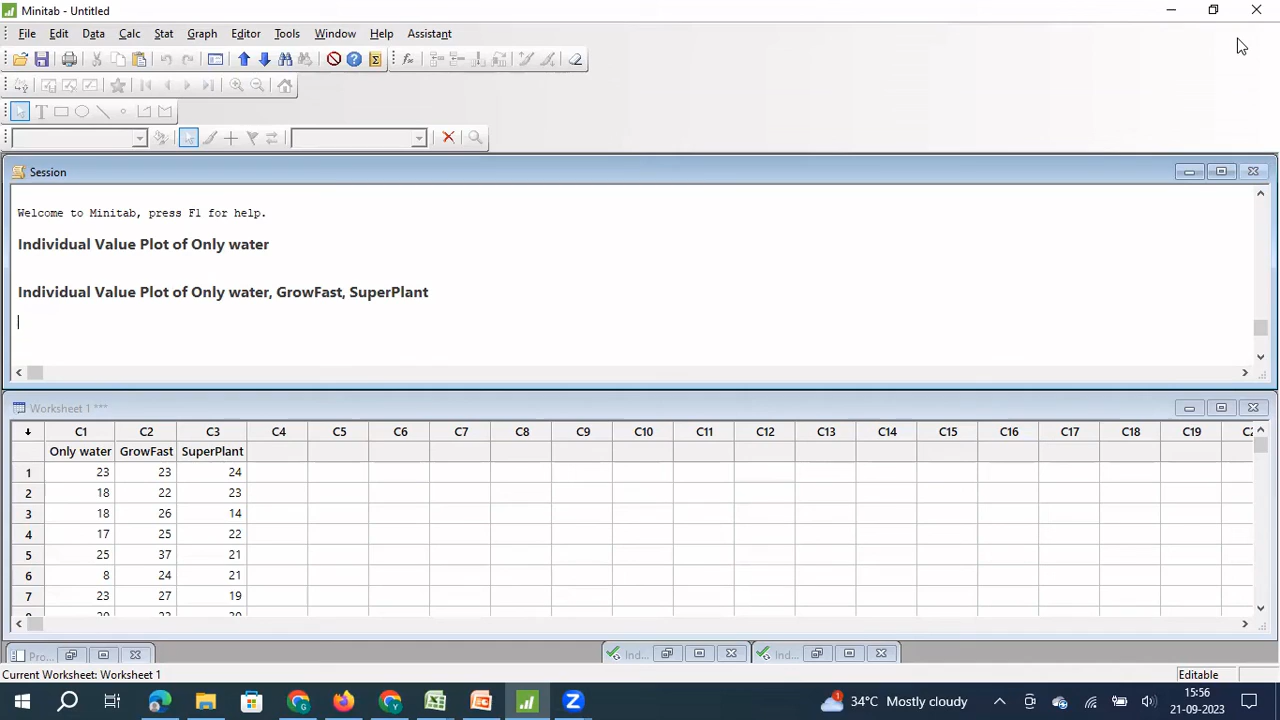 Minitab - Untitled
File Edit Data Calc Stat Graph Editor Tools Window Help Assistant
Session
Welcome to Minitab, press F1 for help.
Individual Value Plot of Only water
Individual Value Plot of Only water, GrowFast, SuperPlant
Worksheet 1 ***
C1 C2 C3 C4 C5 C6 C7 C8 C9 C10 C11 C12 C13 C14 C15 C16 C17 C18 C19
Only water GrowFast SuperPlant
1 23 23 24
2 18 22 23
3 18 26 14
4 17 25 22
5 25 37 21
6 8 24 21
7 23 27 19
Pro... Ind... Ind...
Current Worksheet: Worksheet 1 Editable
34°C Mostly cloudy 15:56
21-09-2023